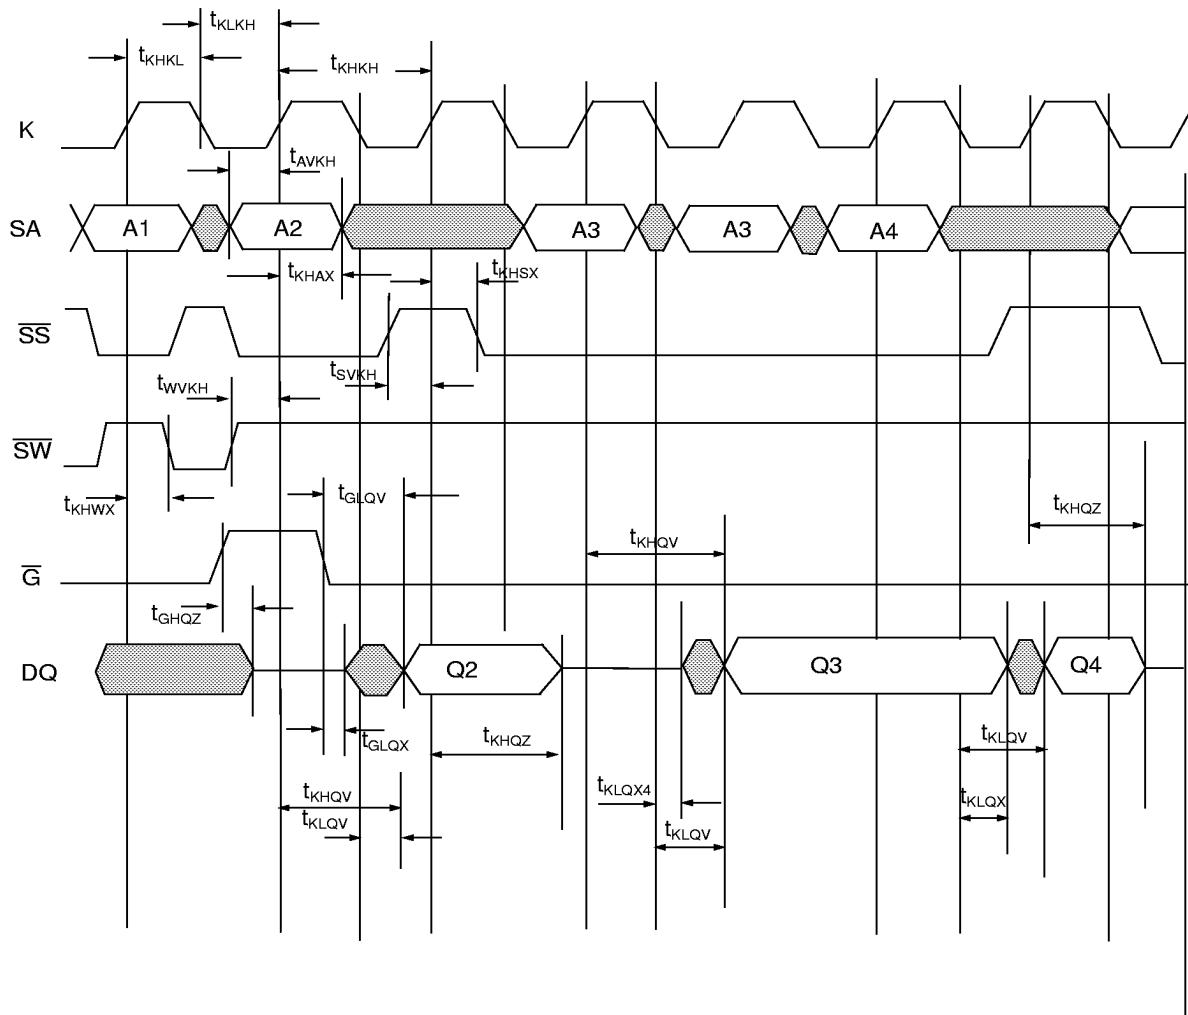 tKLKH
tKHKL
tKHKH
K
tAVKH
SA A1 A2 A3 A3 A4
tKHAX tKHSX
SS
tSVKH
tWVKH
SW
tKHWX
tGLQV
tKHQZ
tKHQV
G
tGHQZ
DQ Q2 Q3 Q4
tGLQX tKHQZ tKLQV
tKHQV tKLQX4 tKLQX
tKLQV tKLQV